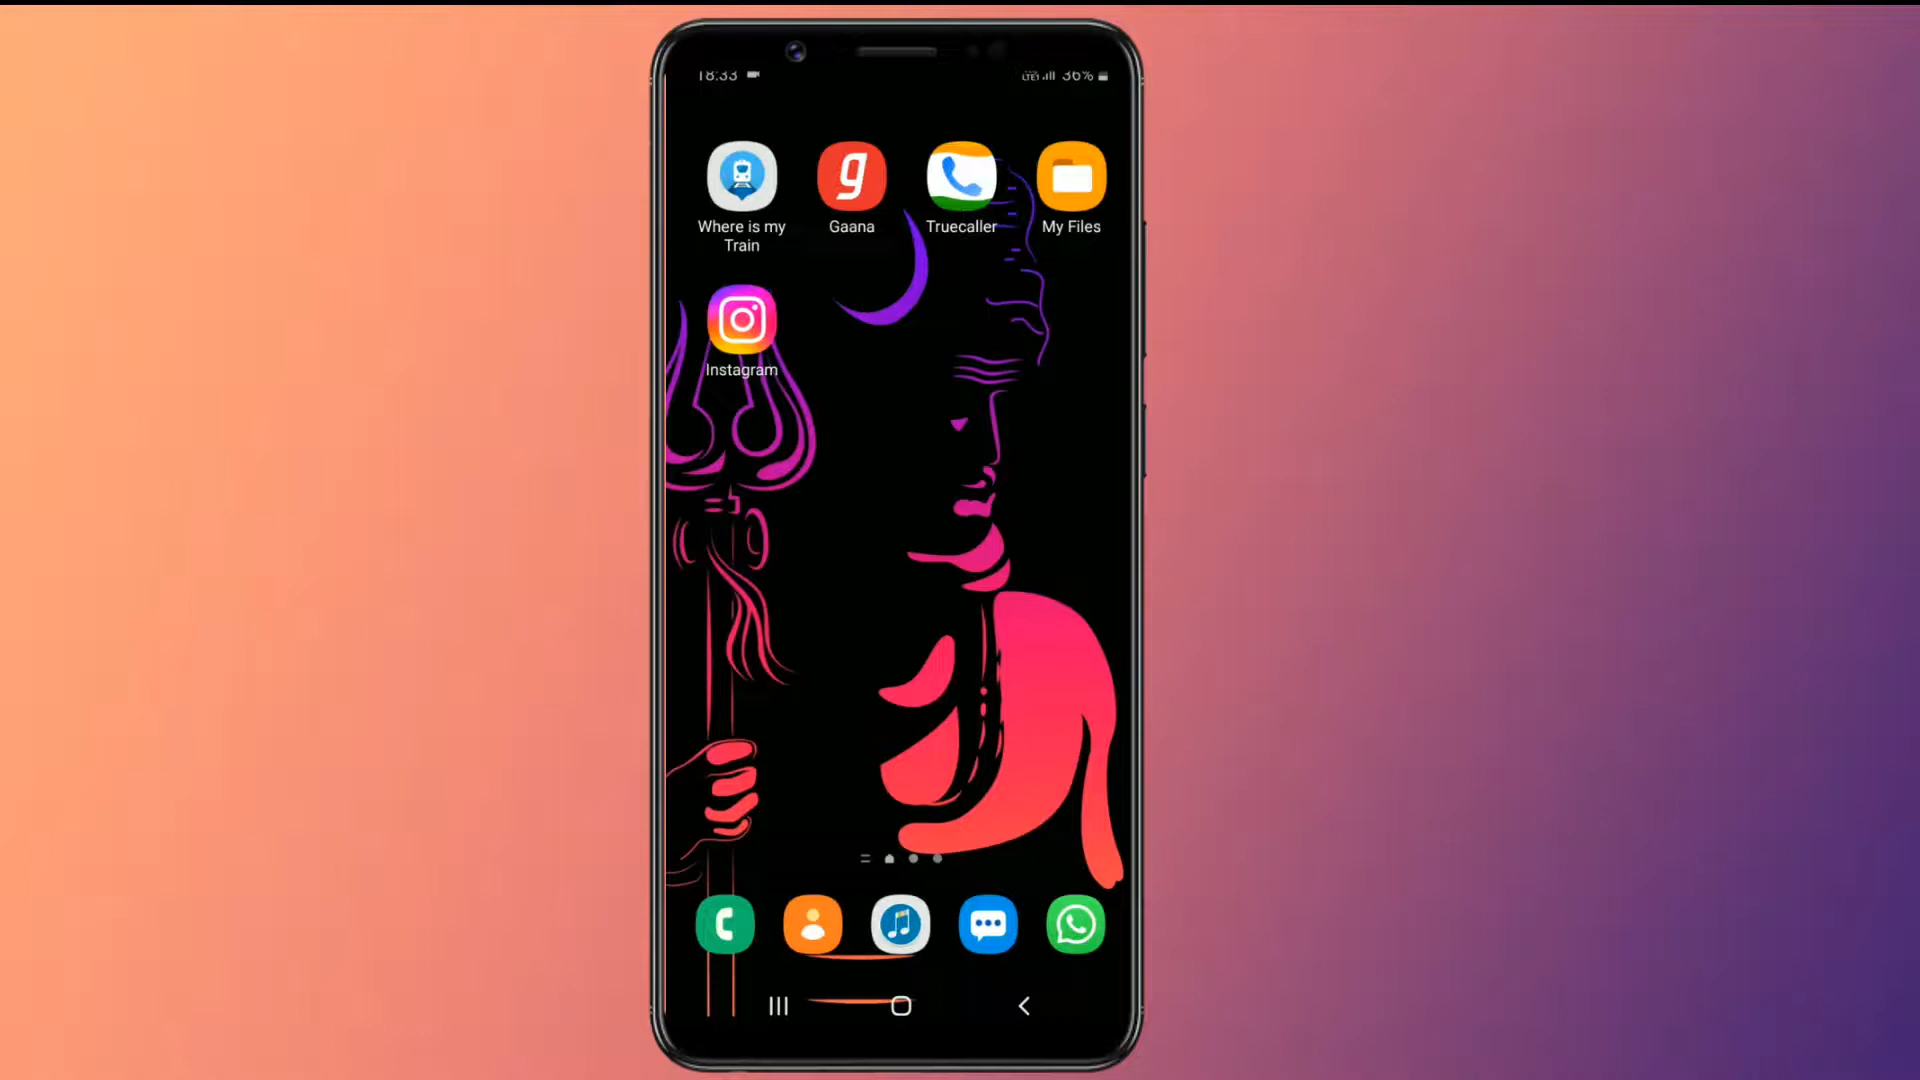 18:33 36%
Where is my
Train
Gaana
Truecaller
My Files
Instagram